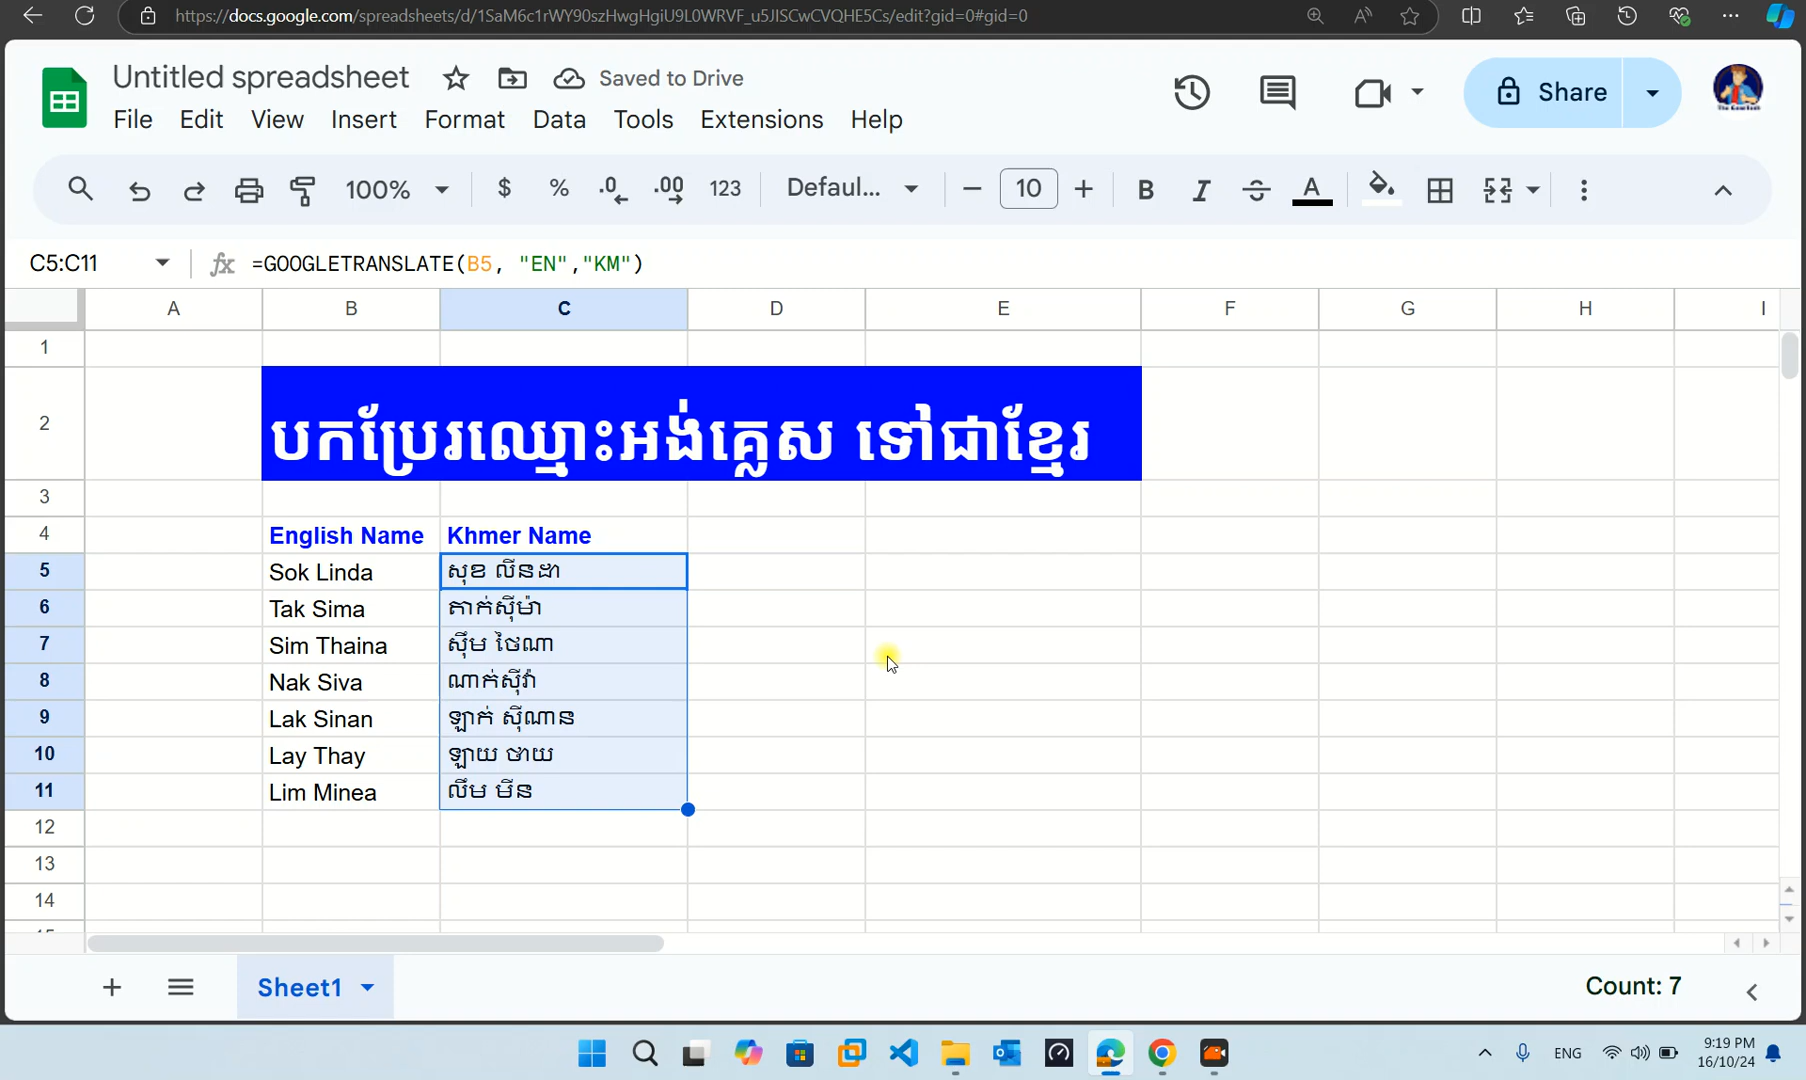 https://docs.google.com/spreadsheets/d/1SaM6c1rWY90szHwgHgiU9L0WRVF_u5JISCwCVQHE5Cs/edit?gid=0#gid=0
Untitled spreadsheet
Saved to Drive
File Edit View Insert Format Data Tools Extensions Help
Share
100% $ % .0 .00 123 Defaul... 10 B I S A
C5:C11 fx =GOOGLETRANSLATE(B5, "EN","KM")
A B C D E F G H I
1
2 បកប្រែរឈ្មោះអង់គ្លេស ទៅជាខ្មែរ
3
4 English Name Khmer Name
5 Sok Linda សុខ លីនដា
6 Tak Sima តាក់ស៊ីម៉ា
7 Sim Thaina ស៊ឹម ថៃណា
8 Nak Siva ណាក់ស៊ីវ៉ា
9 Lak Sinan ឡាក់ ស៊ីណាន
10 Lay Thay ឡាយ ថាយ
11 Lim Minea លឹម មីន
12
13
14
Sheet1
Count: 7
ENG
9:19 PM
16/10/24